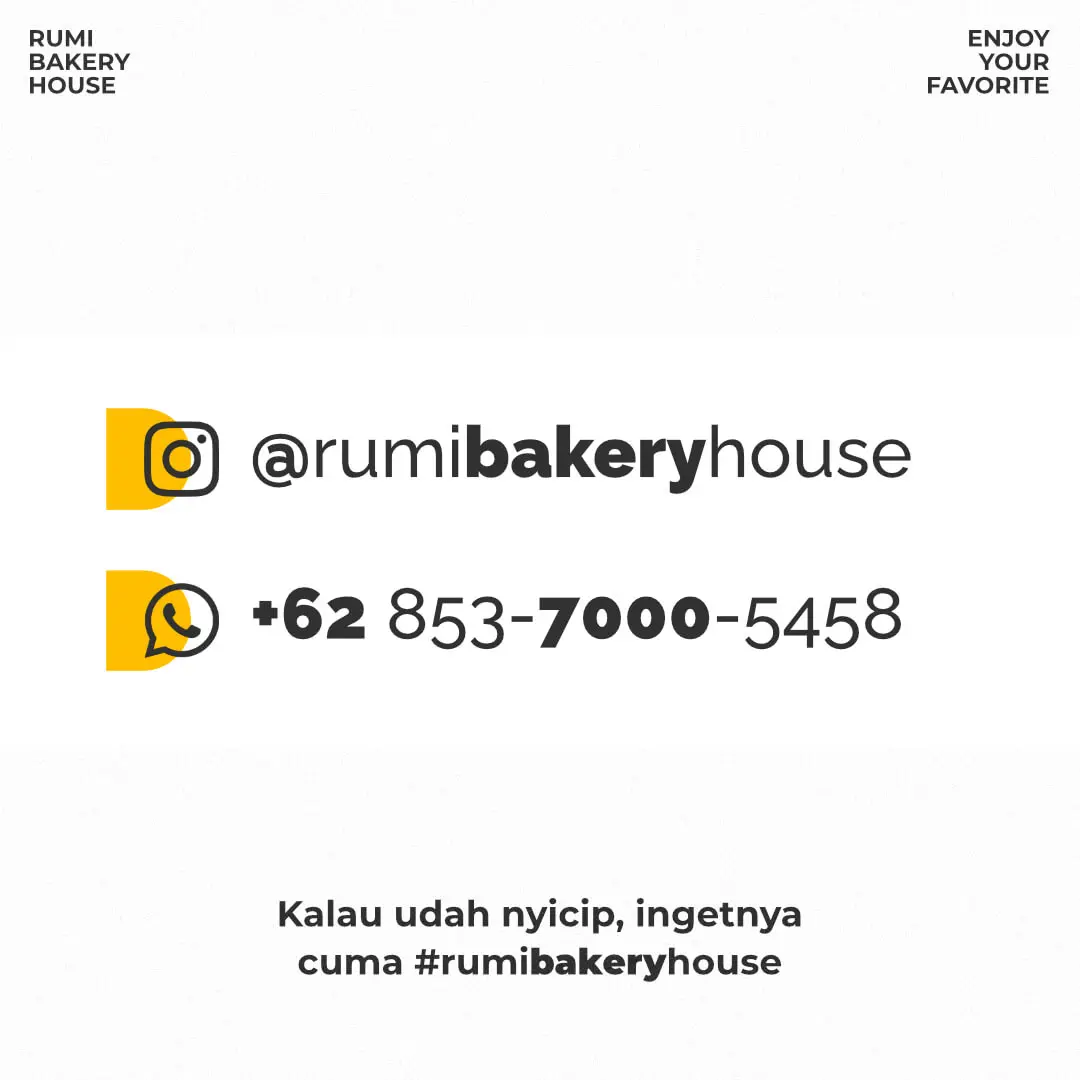 RUMI
BAKERY
HOUSE
ENJOY
YOUR
FAVORITE
@rumibakeryhouse
+62 853-7000-5458
Kalau udah nyicip, ingetnya
cuma #rumibakeryhouse